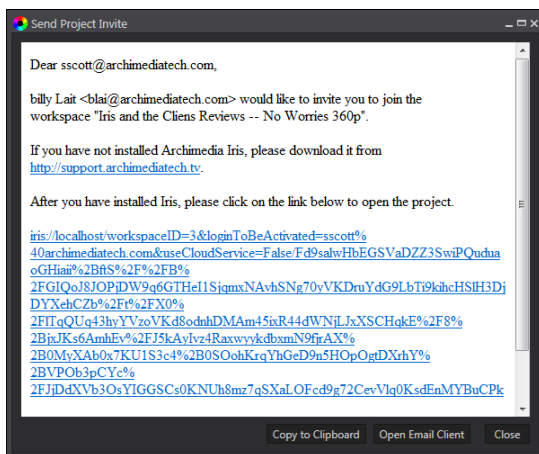 Send Project Invite
Dear sscott@archimediatech.com,
billy Lait <blai@archimediatech.com> would like to invite you to join the
workspace "Iris and the Cliens Reviews -- No Worries 360p".
If you have not installed Archimedia Iris, please download it from
http://support.archimediatech.tv.
After you have installed Iris, please click on the link below to open the project.
iris://localhost/workspaceID=3&loginToBeActivated=sscott%
40archimediatech.com&useCloudService=False/Fd9salwHbEGSVaDZZ3SwiPQudua
oGHiaii%2BftS%2F%2FB%
2FGIQoJ8JOPjDW9q6GTHeI1SjqmxNAvhSNg70yVKDruYdG9LbTi9kihcHSlH3Dj
DYXehCZb%2Ft%2FX0%
2FlTqQUq43hyYVzoVKd8odnhDMAm45ixR44dWNjLJxXSCHqkE%2F8%
2BjxJKs6AmhEv%2FJ5kAyIvz4RaxwyykdbxmN9fjrAX%
2B0MyXAb0x7KU1S3c4%2B0SOohKrqYhGeD9n5HOpOgtDXrhY%
2BVPOb3pCYc%
2FJjDdXVb3OsYIGGSCs0KNUh8mz7qSXaLOFcd9g72CevVlq0KsdEnMYBuCPk
Copy to Clipboard Open Email Client Close